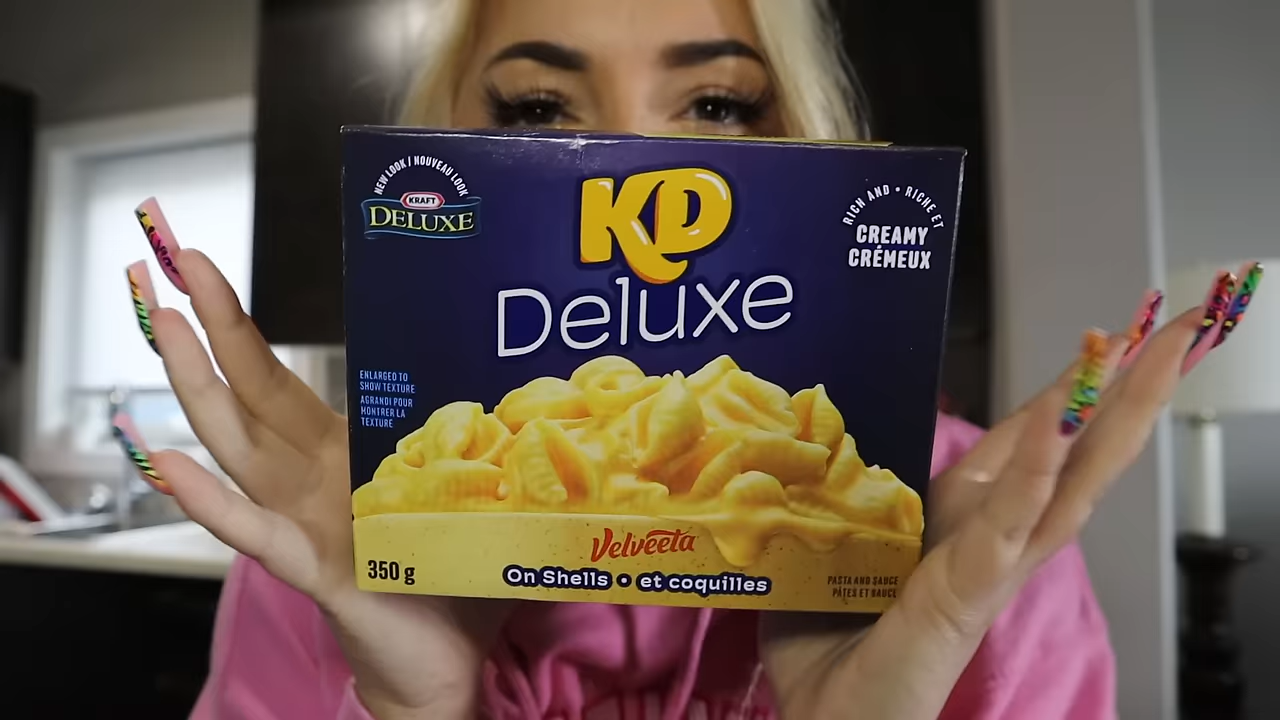 NEW LOOK | NOUVEAU LOOK
KRAFT
DELUXE
KD
Deluxe
RICH AND • RICHE ET
CREAMY
CRÉMEUX
ENLARGED TO
SHOW TEXTURE
AGRANDI POUR
MONTRER LA
TEXTURE
Velveeta
350 g
On Shells • et coquilles
PASTA AND SAUCE
PÂTES ET SAUCE